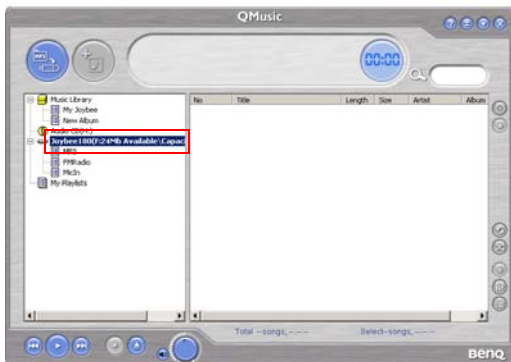 QMusic
MP3
00:00
Music Library
My Joybee
New Album
Joybee180(F:24Mb Available\Capac
MP3
FMRadio
MicIn
My Playlists
No Title Length Size Artist Album
Total --songs,--:--
Select--songs,--:--
BenQ